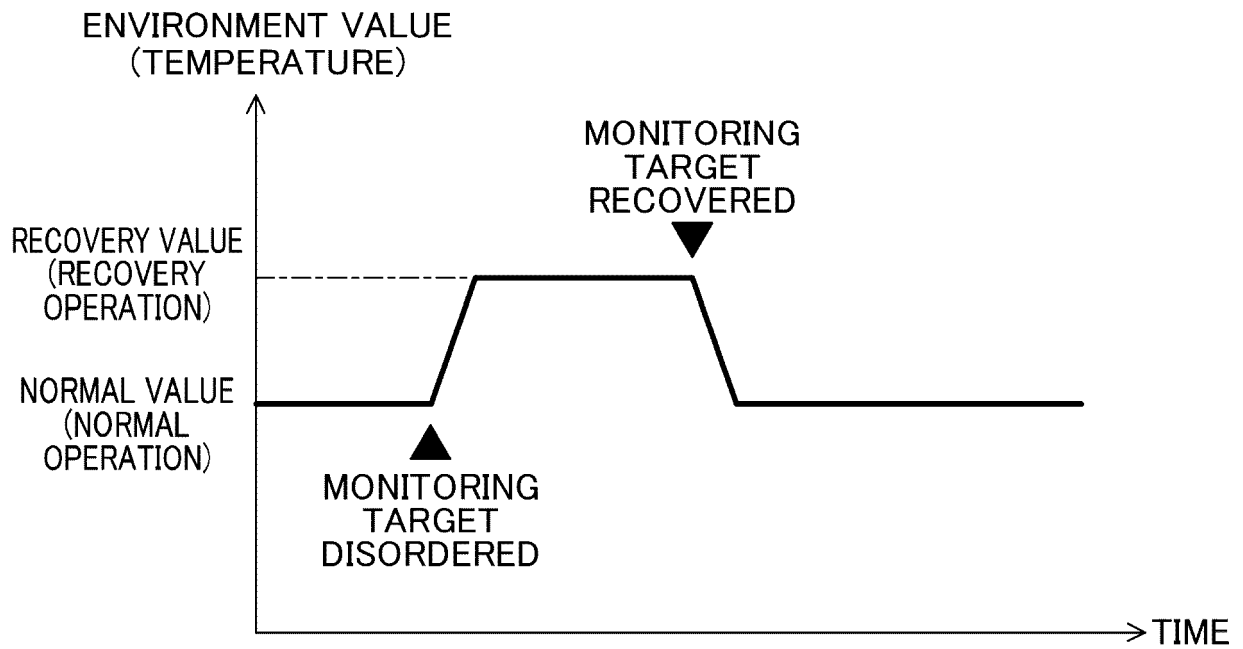 ENVIRONMENT VALUE
(TEMPERATURE)
MONITORING
TARGET
RECOVERED
RECOVERY VALUE
(RECOVERY
OPERATION)
NORMAL VALUE
(NORMAL
OPERATION)
MONITORING
TARGET
DISORDERED
TIME